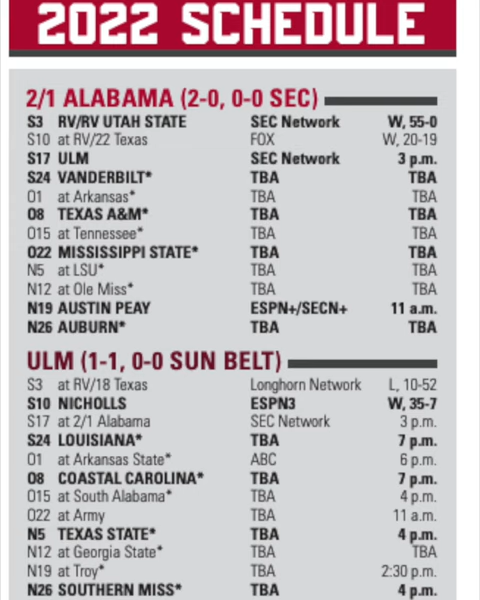 2022 SCHEDULE
2/1 ALABAMA (2-0, 0-0 SEC)
S3 RV/RV UTAH STATE SEC Network W, 55-0
S10 at RV/22 Texas FOX W, 20-19
S17 ULM SEC Network 3 p.m.
S24 VANDERBILT* TBA TBA
O1 at Arkansas* TBA TBA
O8 TEXAS A&M* TBA TBA
O15 at Tennessee* TBA TBA
O22 MISSISSIPPI STATE* TBA TBA
N5 at LSU* TBA TBA
N12 at Ole Miss* TBA TBA
N19 AUSTIN PEAY ESPN+/SECN+ 11 a.m.
N26 AUBURN* TBA TBA
ULM (1-1, 0-0 SUN BELT)
S3 at RV/18 Texas Longhorn Network L, 10-52
S10 NICHOLLS ESPN3 W, 35-7
S17 at 2/1 Alabama SEC Network 3 p.m.
S24 LOUISIANA* TBA 7 p.m.
O1 at Arkansas State* ABC 6 p.m.
O8 COASTAL CAROLINA* TBA 7 p.m.
O15 at South Alabama* TBA 4 p.m.
O22 at Army TBA 11 a.m.
N5 TEXAS STATE* TBA 4 p.m.
N12 at Georgia State* TBA TBA
N19 at Troy* TBA 2:30 p.m.
N26 SOUTHERN MISS* TBA 4 p.m.